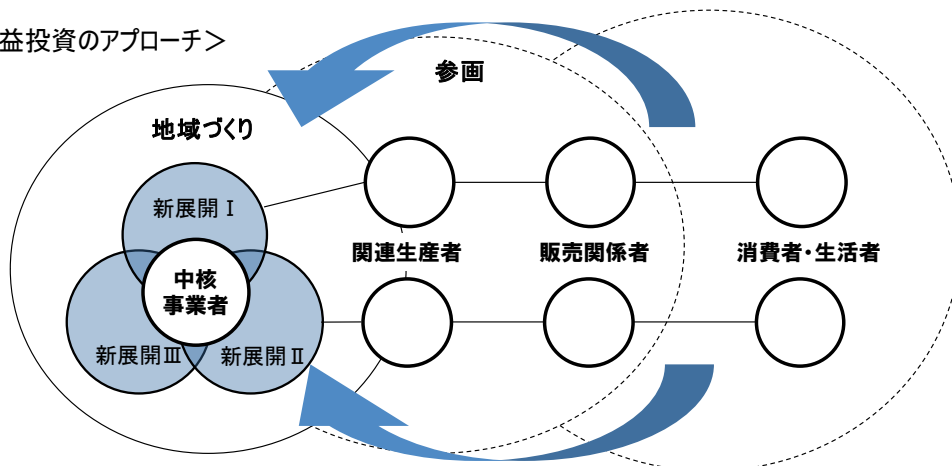 益投資のアプローチ＞
参画
地域づくり
新展開Ⅰ
関連生産者
販売関係者
消費者・生活者
中核
事業者
新展開Ⅲ
新展開Ⅱ